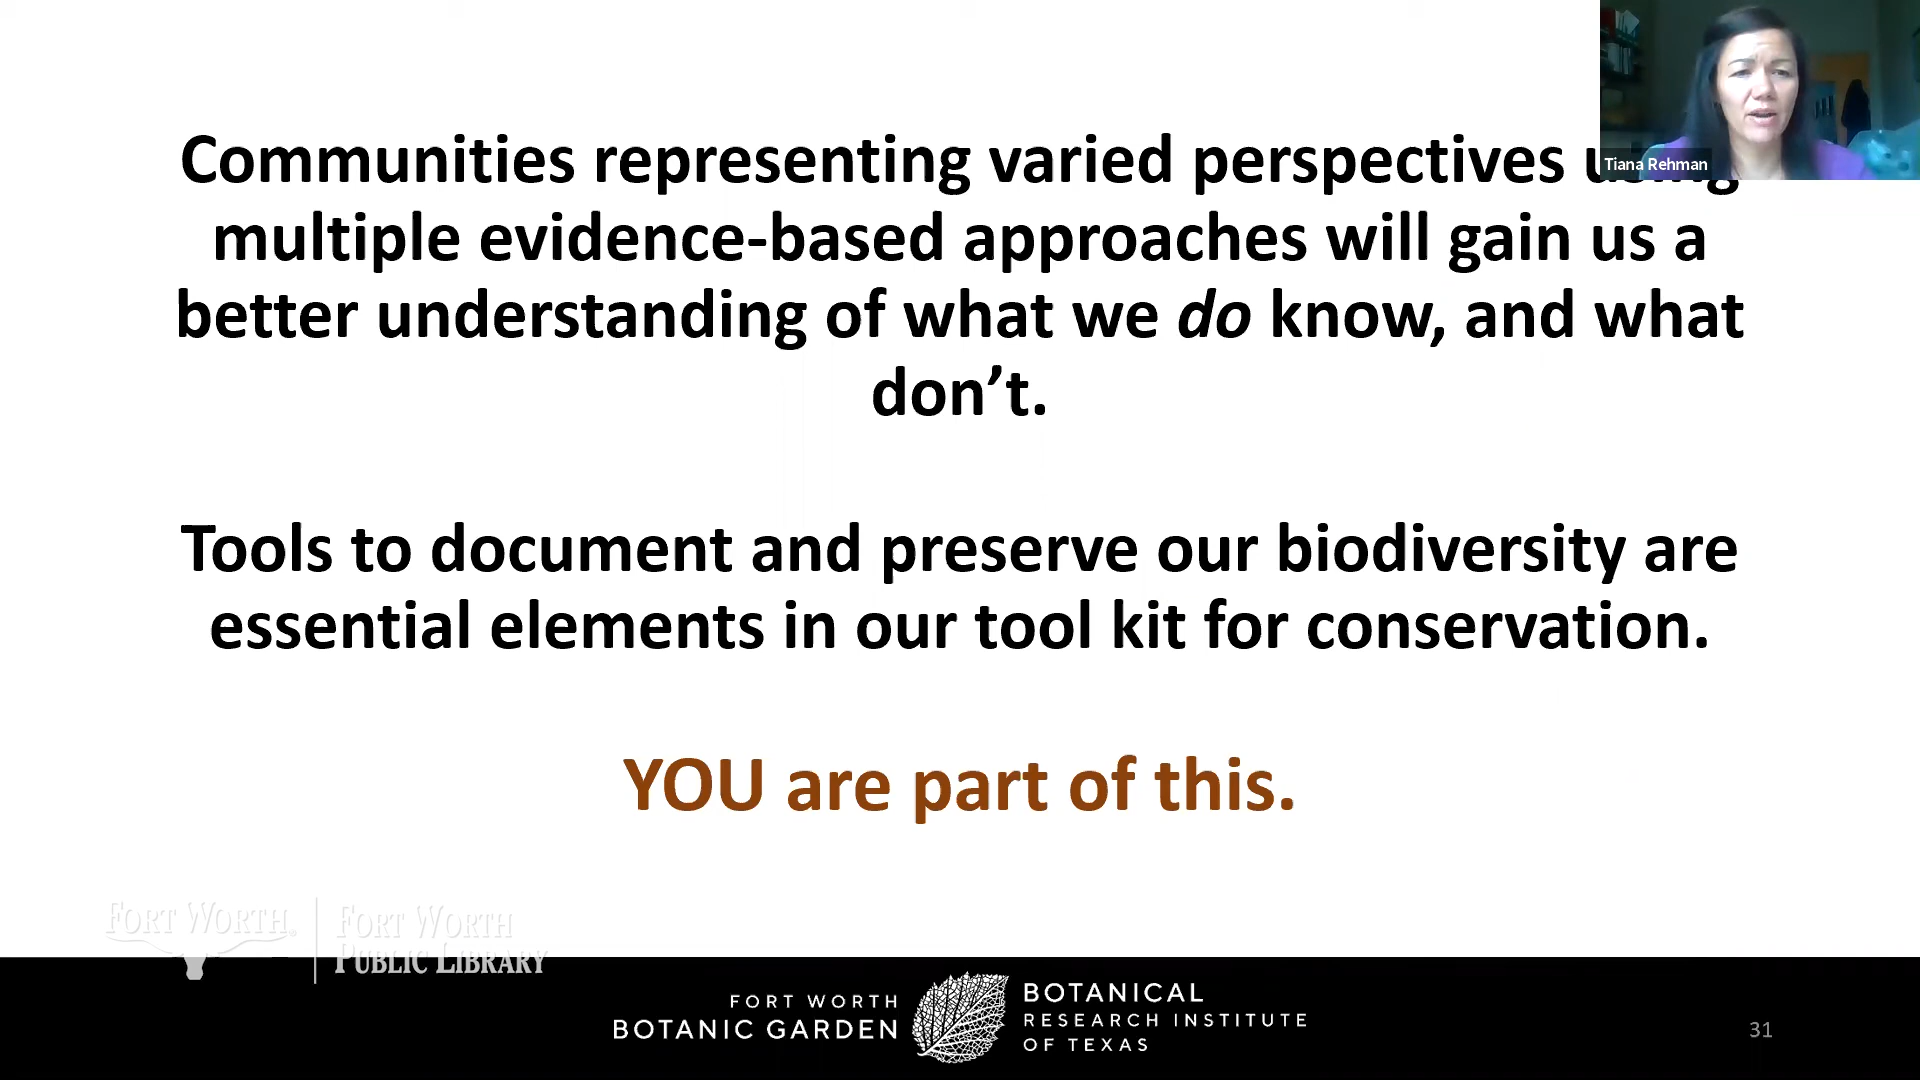 Tiana Rehman
Communities representing varied perspectives using
multiple evidence-based approaches will gain us a
better understanding of what we do know, and what
don’t.
Tools to document and preserve our biodiversity are
essential elements in our tool kit for conservation.
YOU are part of this.
FORT WORTH®
FORT WORTH
PUBLIC LIBRARY
FORT WORTH
BOTANIC GARDEN
BOTANICAL
RESEARCH INSTITUTE
OF TEXAS
31